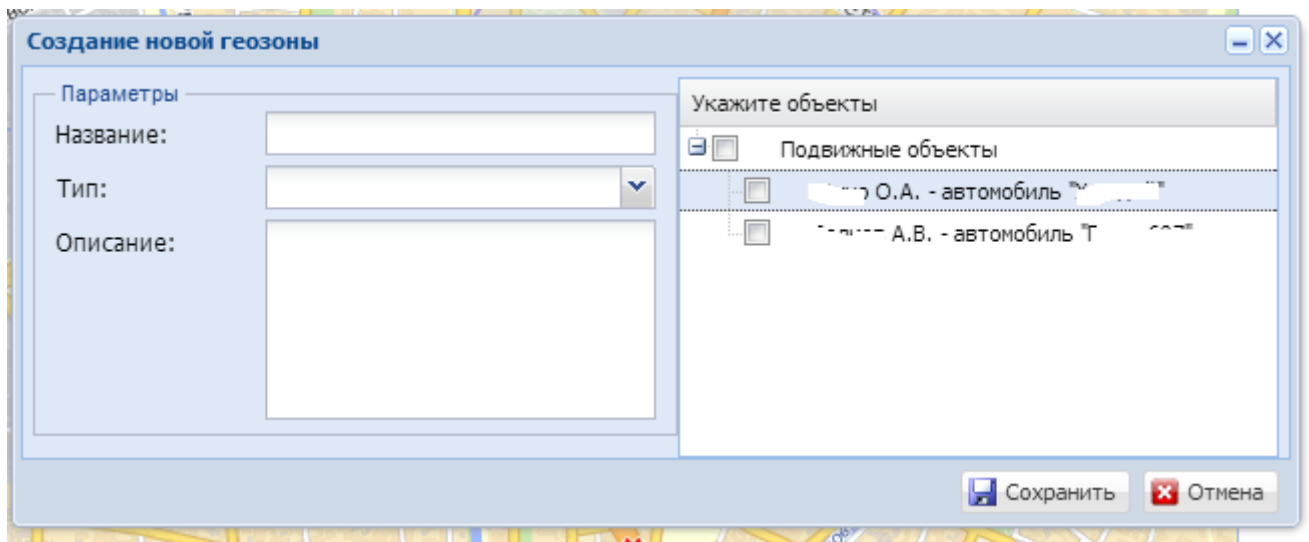 Создание новой геозоны
Параметры
Название:
Тип:
Описание:
Укажите объекты
Подвижные объекты
О.А. - автомобиль
А.В. - автомобиль
Сохранить
Отмена